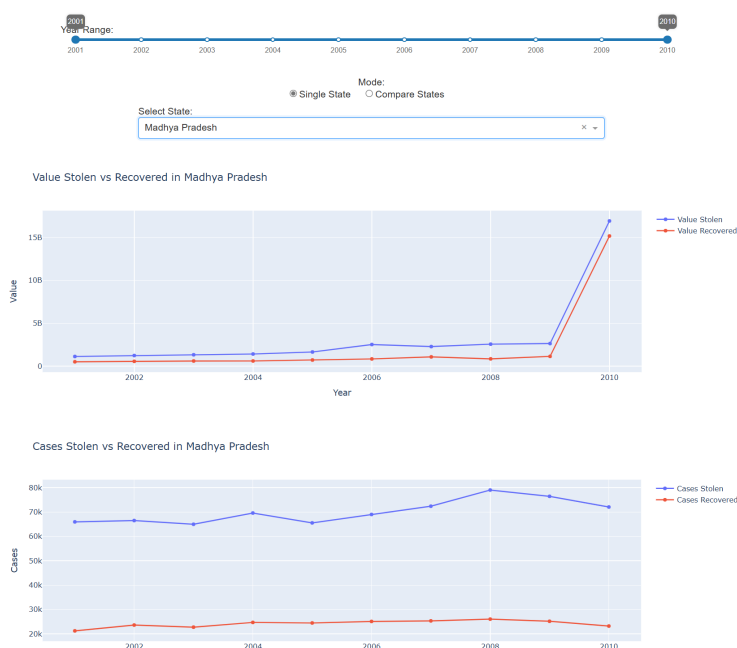 2001 2010
Year Range:
2001 2002 2003 2004 2005 2006 2007 2008 2009 2010
Mode:
Single State Compare States
Select State:
Madhya Pradesh × 
Value Stolen vs Recovered in Madhya Pradesh
Value Stolen
Value Recovered
15B
10B
5B
0
Value
2002 2004 2006 2008 2010
Year
Cases Stolen vs Recovered in Madhya Pradesh
Cases Stolen
Cases Recovered
80k
70k
60k
50k
40k
30k
20k
Cases
2002 2004 2006 2008 2010